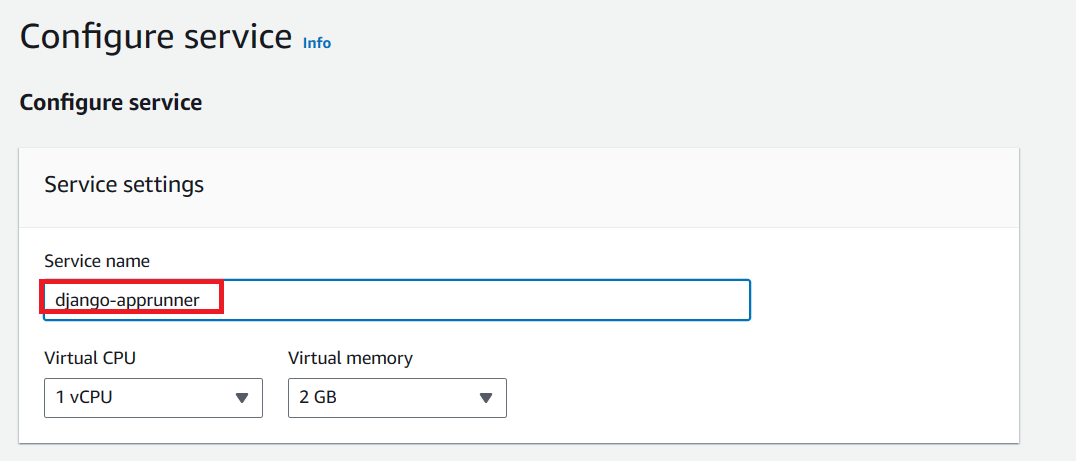 Configure service Info
Configure service
Service settings
Service name
django-apprunner
Virtual CPU Virtual memory
1 vCPU 2 GB